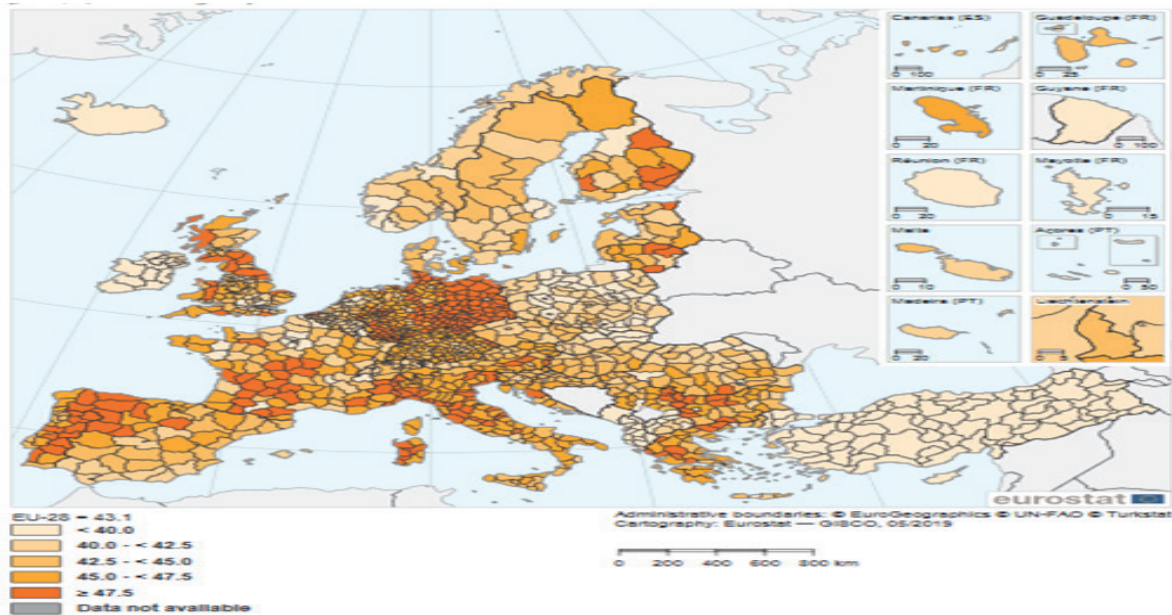 Canarias (ES)
0 100
Guadeloupe (FR)
0 25
Martinique (FR)
0 20
Guyane (FR)
0 100
Réunion (FR)
0 20
Mayotte (FR)
0 15
Malta
0 10
Açores (PT)
0 50
Madeira (PT)
0 20
Liechtenstein
0 5
eurostat
EU-28 = 43.1
< 40.0
40.0 - < 42.5
42.5 - < 45.0
45.0 - < 47.5
≥ 47.5
Data not available
Administrative boundaries: © EuroGeographics © UN-FAO © Turkstat
Cartography: Eurostat — GISCO, 05/2019
0 200 400 600 800 km